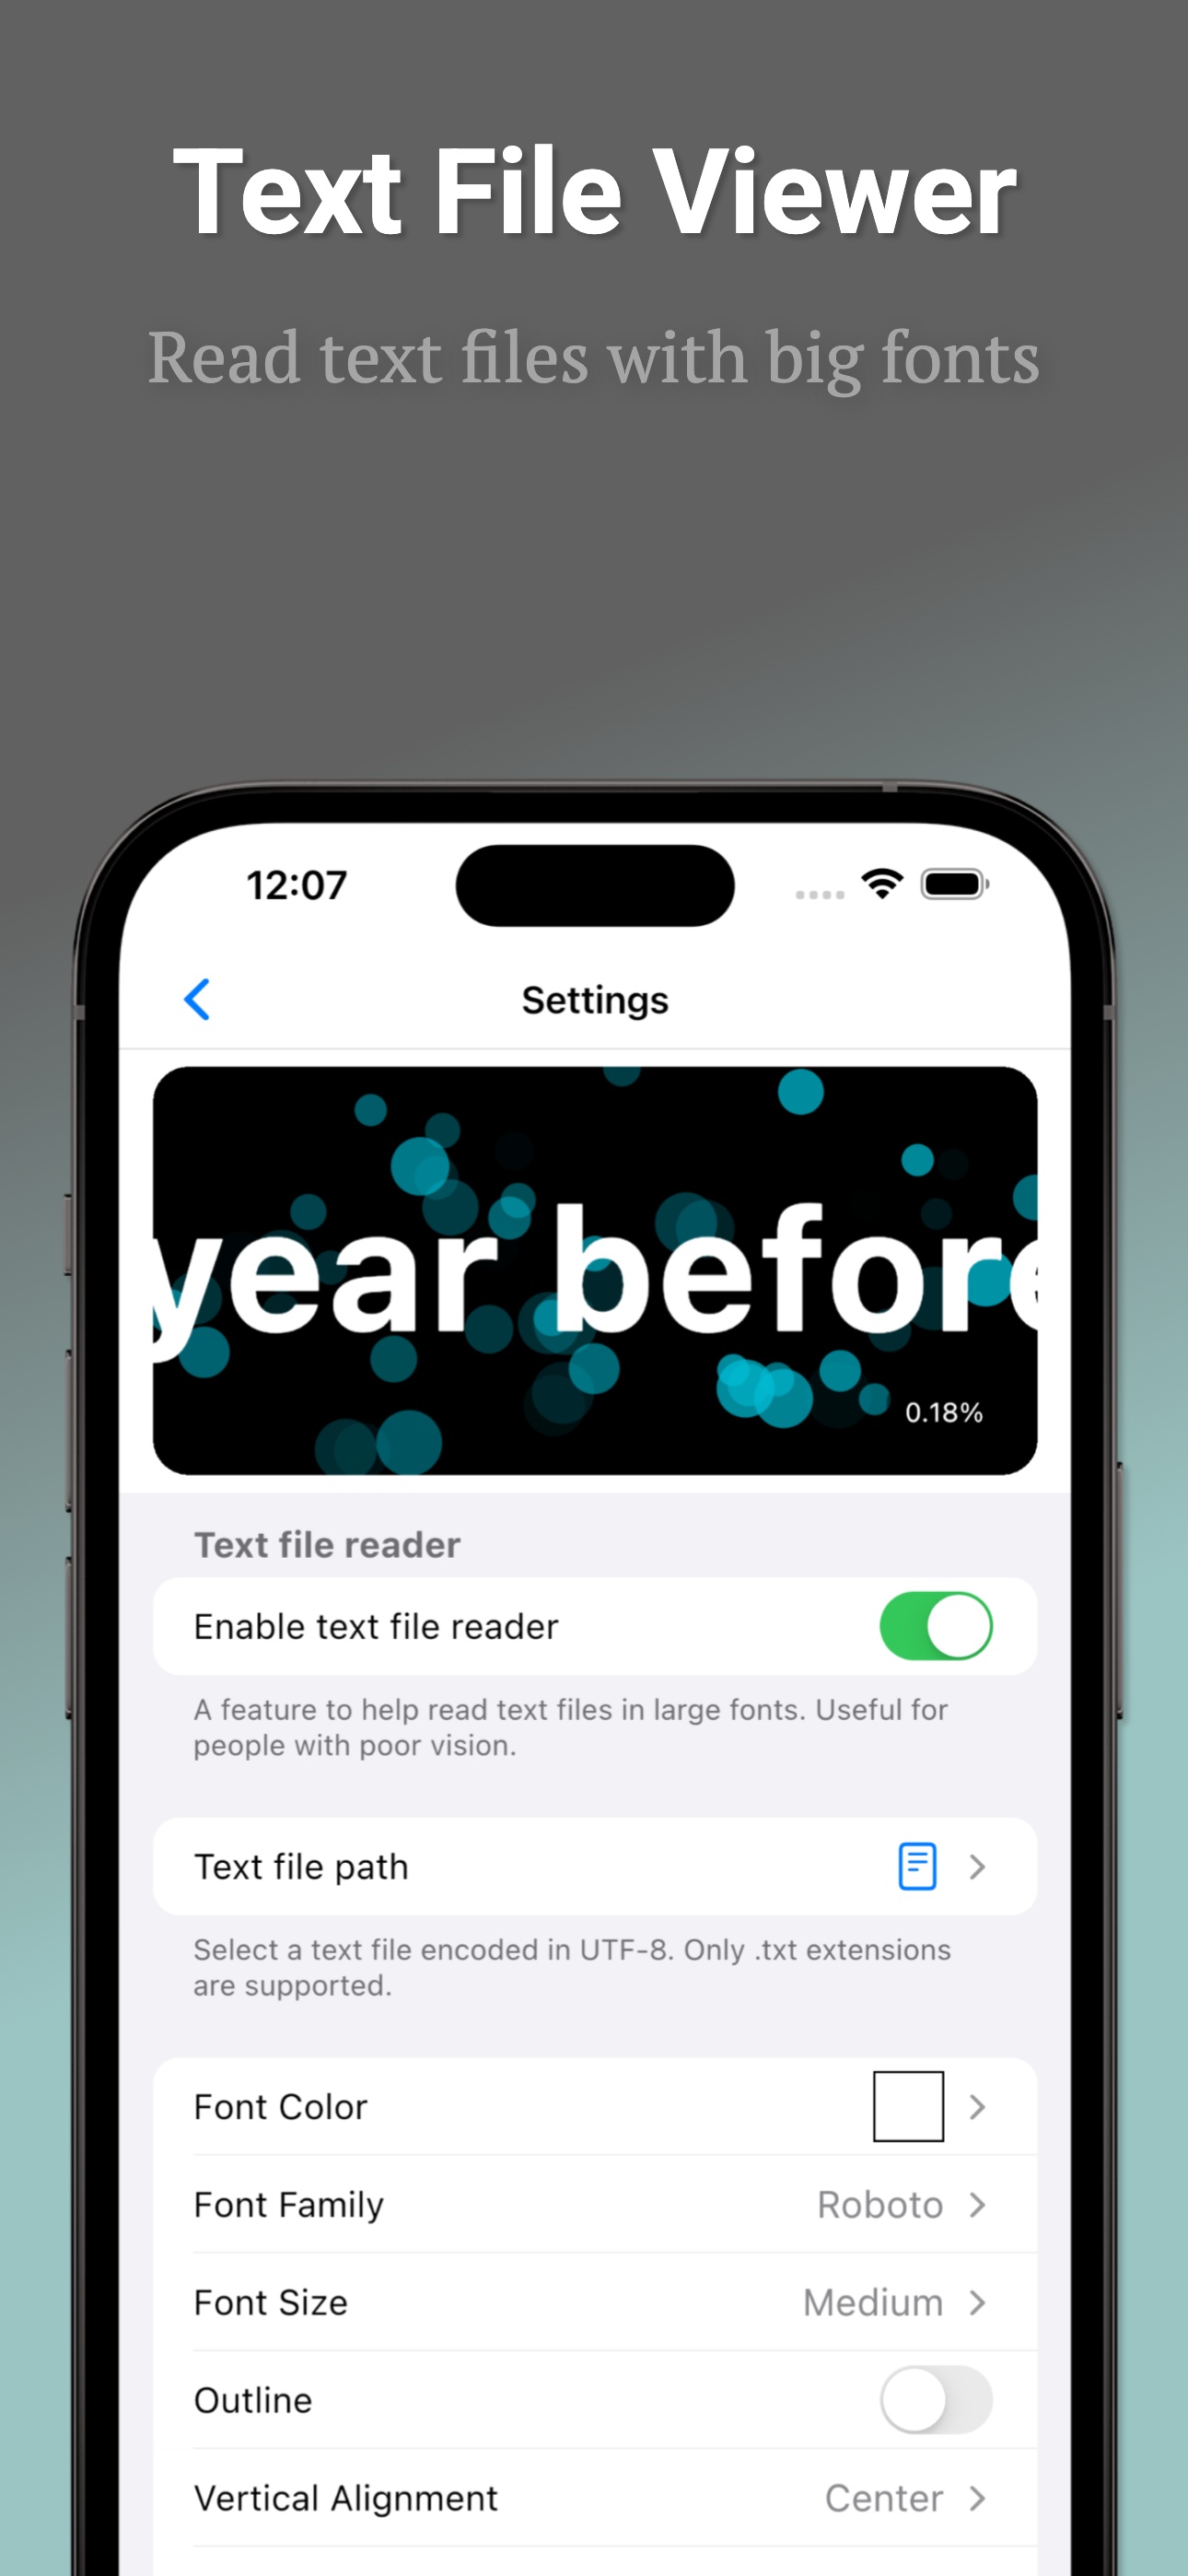 Text File Viewer
Read text files with big fonts
12:07
Settings
year before
0.18%
Text file reader
Enable text file reader
A feature to help read text files in large fonts. Useful for
people with poor vision.
Text file path
Select a text file encoded in UTF-8. Only .txt extensions
are supported.
Font Color
Font Family Roboto
Font Size Medium
Outline
Vertical Alignment Center